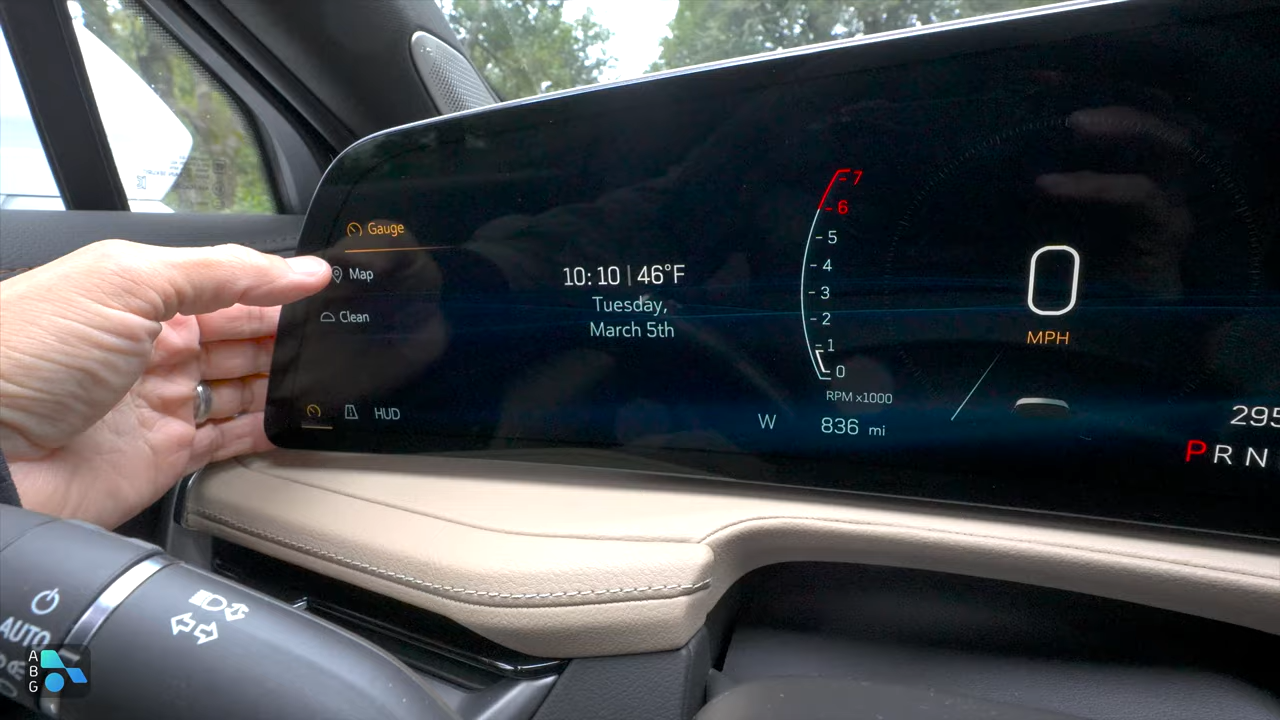 Gauge
Map
Clean
HUD
10:10 | 46°F
Tuesday,
March 5th
7
6
5
4
3
2
1
0
RPM x1000
W
836 mi
0
MPH
295
P R N
AUTO
A
B
G